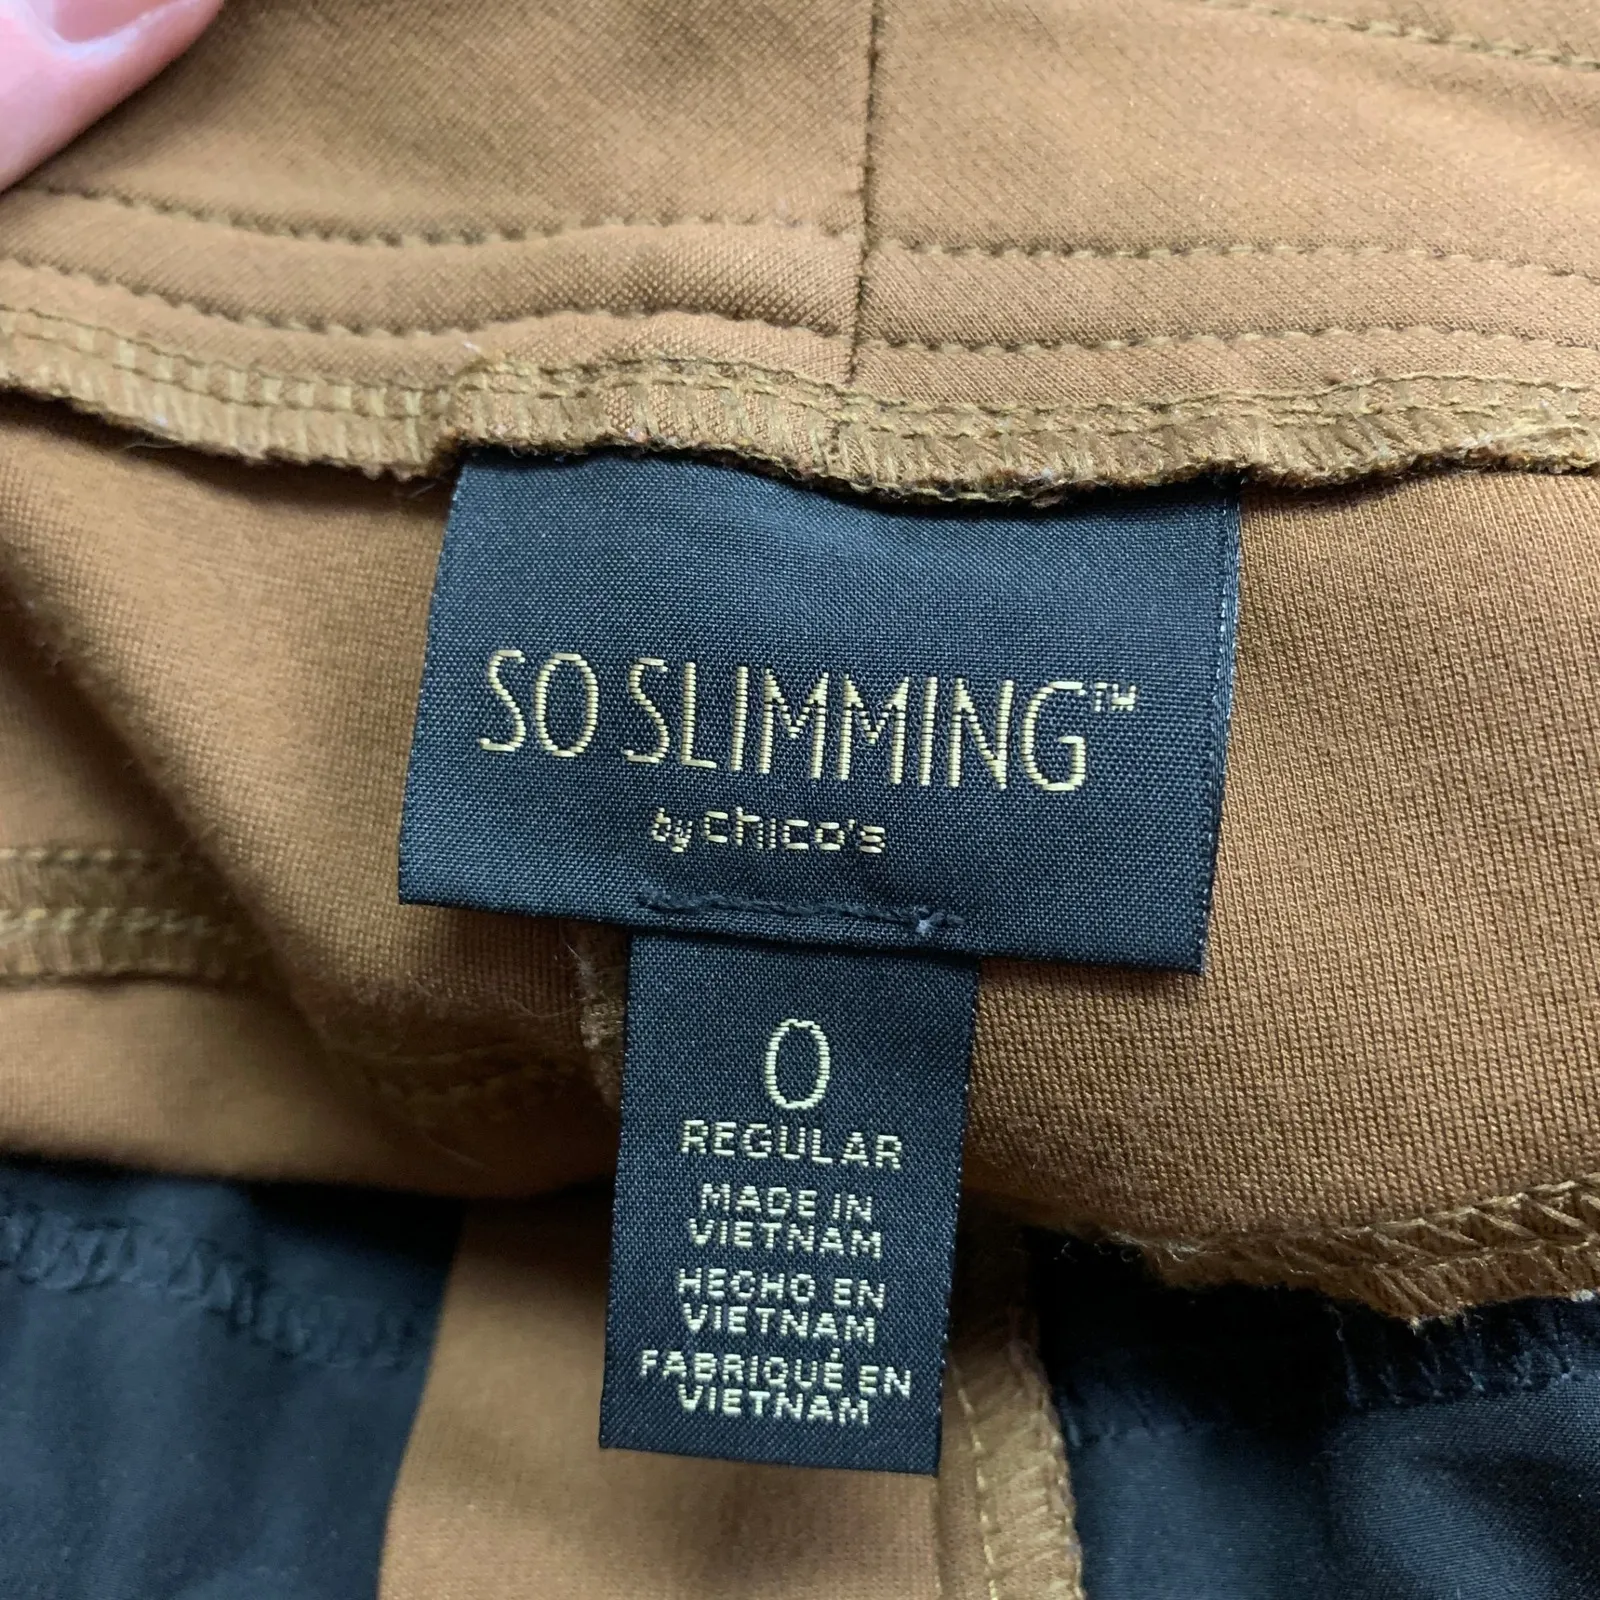 SO SLIMMING™
by chico's
0
REGULAR
MADE IN
VIETNAM
HECHO EN
VIETNAM
FABRIQUÉ EN
VIETNAM